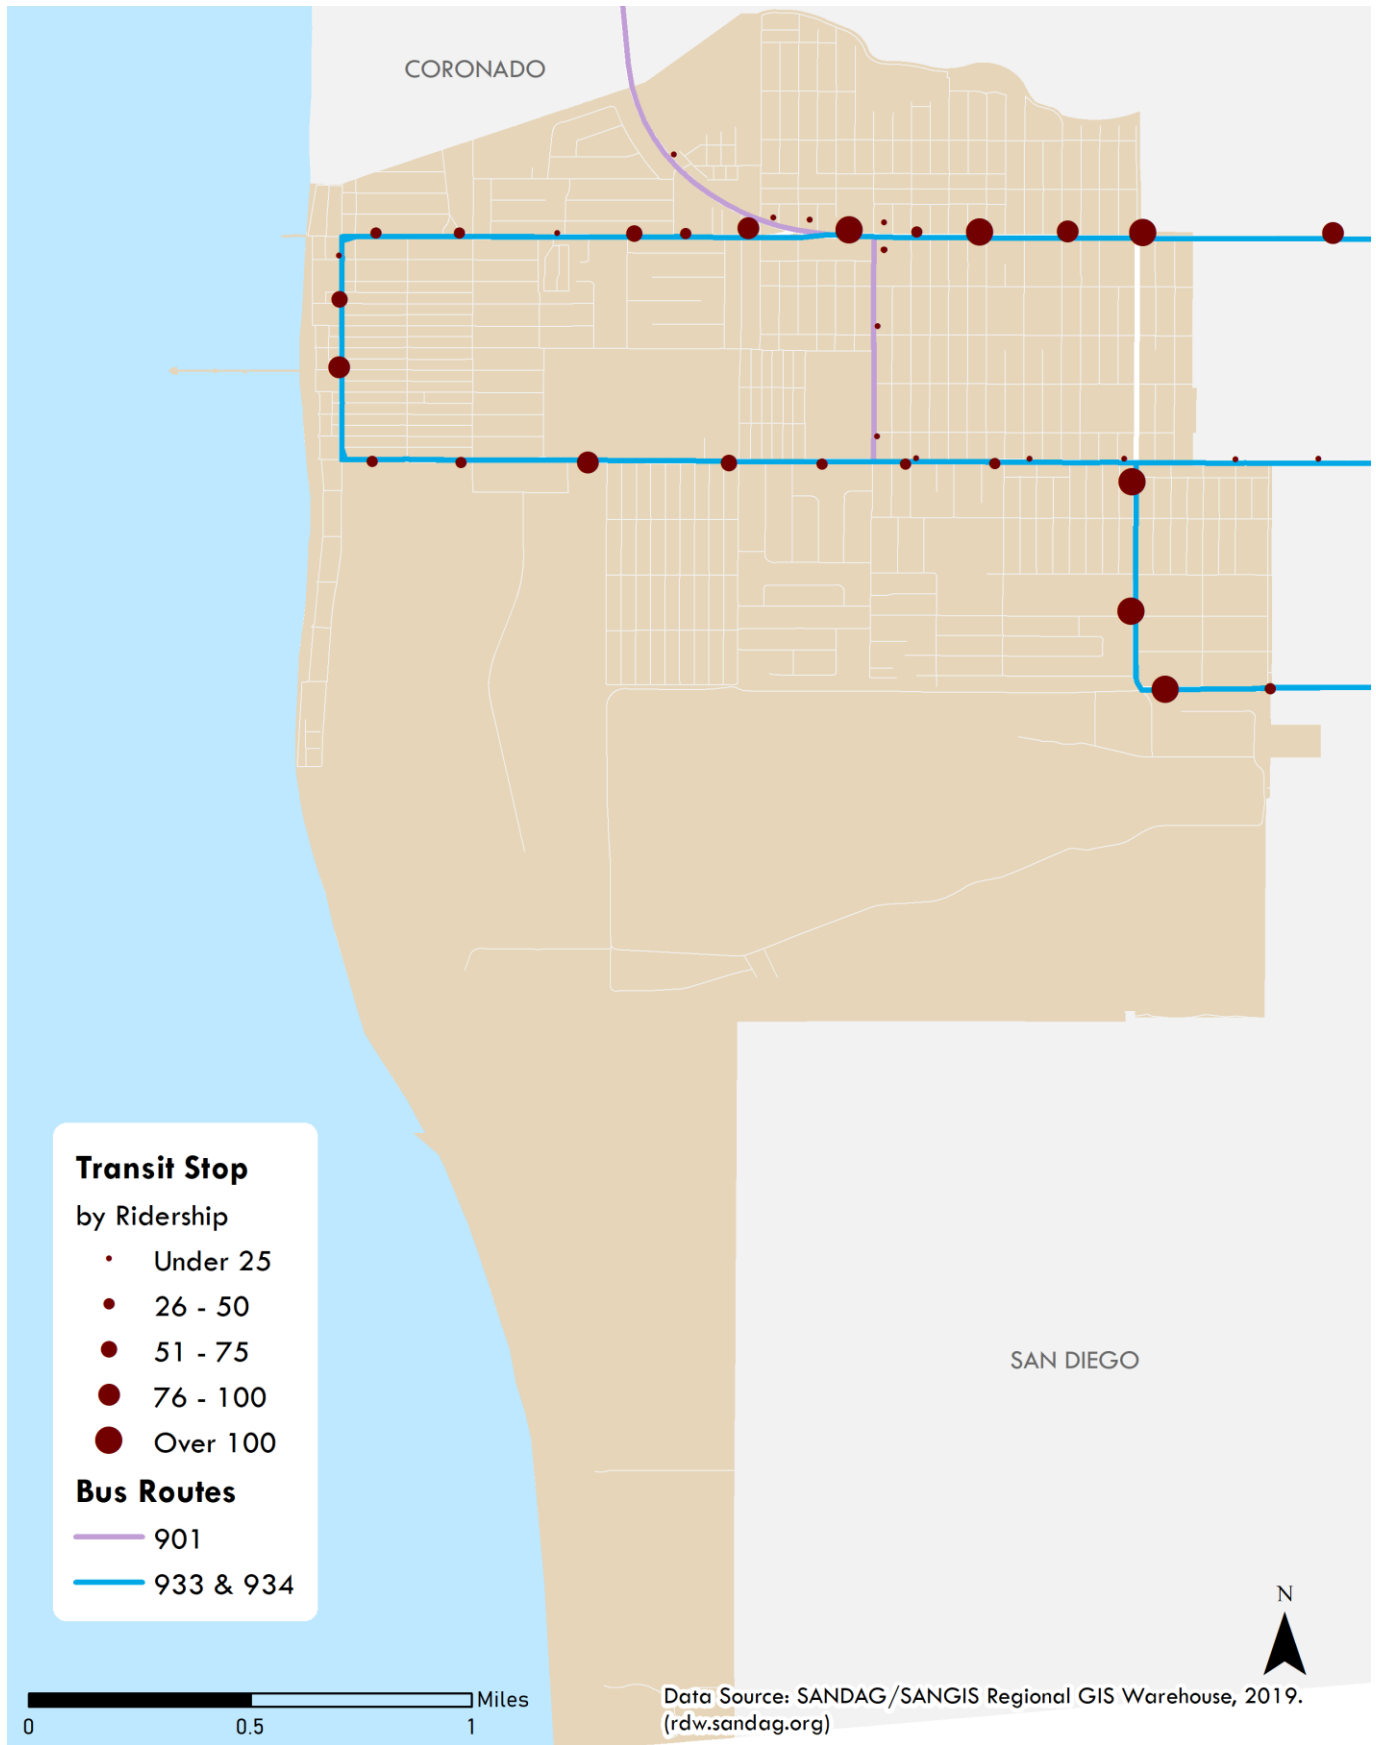 CORONADO
Transit Stop
by Ridership
Under 25
26 - 50
51 - 75
76 - 100
Over 100
Bus Routes
901
933 & 934
SAN DIEGO
N
Miles
0 0.5 1
Data Source: SANDAG/SANGIS Regional GIS Warehouse, 2019.
(rdw.sandag.org)